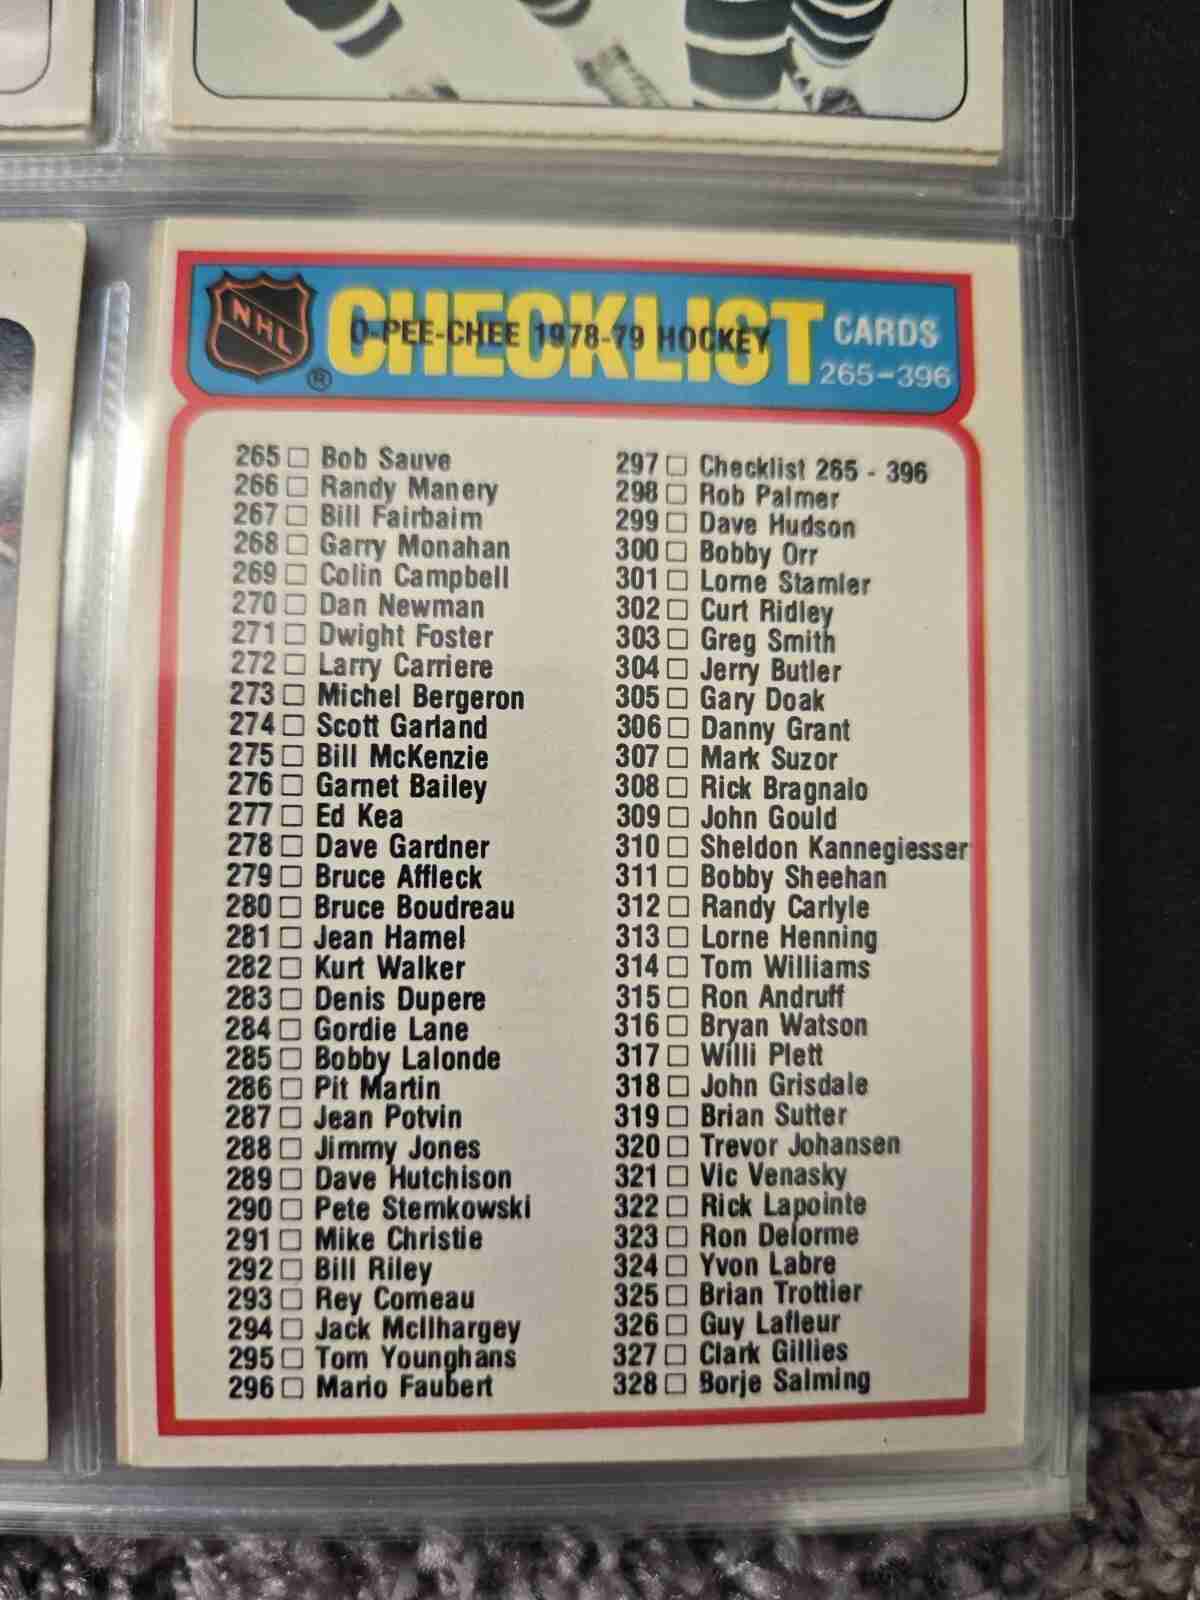 NHL
®
CHECKLIST
O-PEE-CHEE 1978-79 HOCKEY
CARDS
265-396
265 □ Bob Sauve
266 □ Randy Manery
267 □ Bill Fairbaim
268 □ Garry Monahan
269 □ Colin Campbell
270 □ Dan Newman
271 □ Dwight Foster
272 □ Larry Carriere
273 □ Michel Bergeron
274 □ Scott Garland
275 □ Bill McKenzie
276 □ Garnet Bailey
277 □ Ed Kea
278 □ Dave Gardner
279 □ Bruce Affleck
280 □ Bruce Boudreau
281 □ Jean Hamel
282 □ Kurt Walker
283 □ Denis Dupere
284 □ Gordie Lane
285 □ Bobby Lalonde
286 □ Pit Martin
287 □ Jean Potvin
288 □ Jimmy Jones
289 □ Dave Hutchison
290 □ Pete Stemkowski
291 □ Mike Christie
292 □ Bill Riley
293 □ Rey Comeau
294 □ Jack McIlhargey
295 □ Tom Younghans
296 □ Mario Faubert
297 □ Checklist 265 - 396
298 □ Rob Palmer
299 □ Dave Hudson
300 □ Bobby Orr
301 □ Lorne Stamler
302 □ Curt Ridley
303 □ Greg Smith
304 □ Jerry Butler
305 □ Gary Doak
306 □ Danny Grant
307 □ Mark Suzor
308 □ Rick Bragnalo
309 □ John Gould
310 □ Sheldon Kannegiesser
311 □ Bobby Sheehan
312 □ Randy Carlyle
313 □ Lorne Henning
314 □ Tom Williams
315 □ Ron Andruff
316 □ Bryan Watson
317 □ Willi Plett
318 □ John Grisdale
319 □ Brian Sutter
320 □ Trevor Johansen
321 □ Vic Venasky
322 □ Rick Lapointe
323 □ Ron Delorme
324 □ Yvon Labre
325 □ Brian Trottier
326 □ Guy Lafleur
327 □ Clark Gillies
328 □ Borje Salming